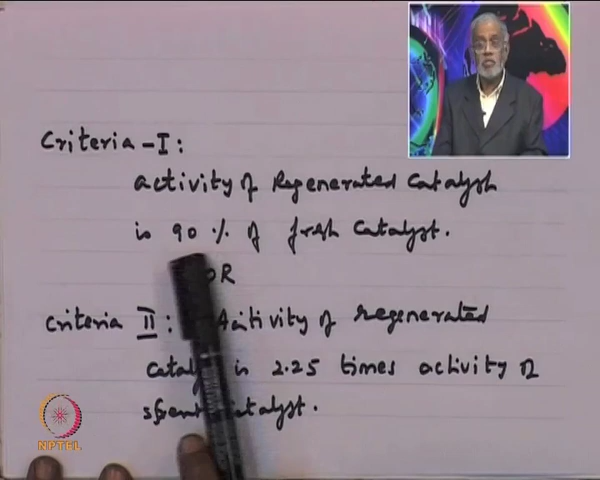 Criteria-I:
activity of Regenerated Catalyst
is 90 % of fresh Catalyst.
OR
Criteria II: Activity of regenerated
is 2.25 times activity of
NPTEL